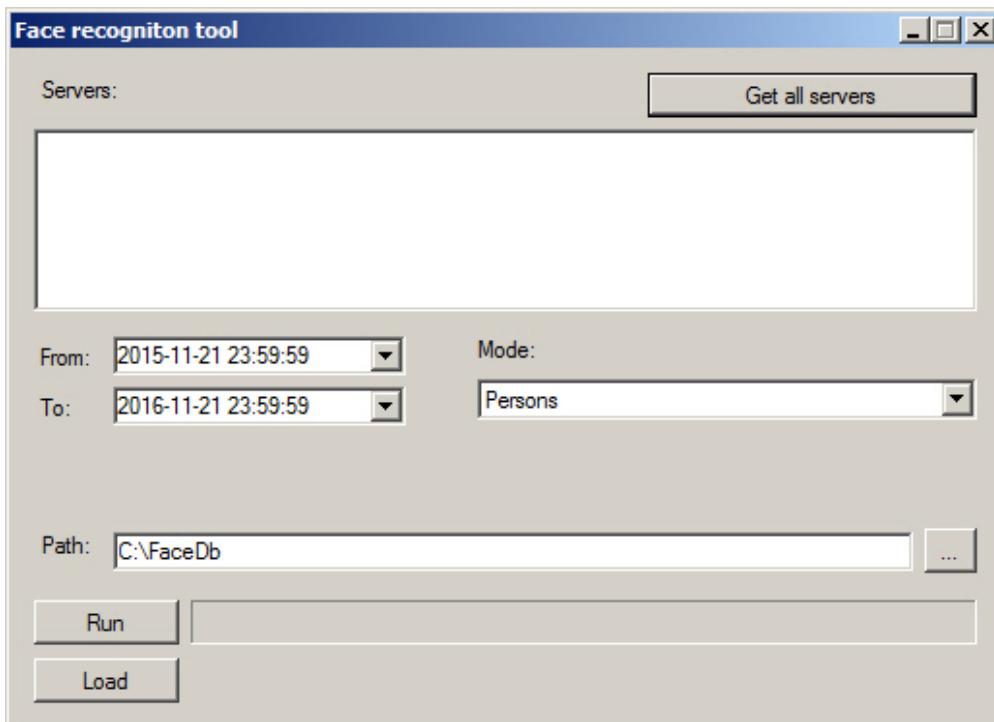 Face recogniton tool
Servers:
Get all servers
From: 2015-11-21 23:59:59
Mode:
To: 2016-11-21 23:59:59
Persons
Path: C:\FaceDb ...
Run
Load